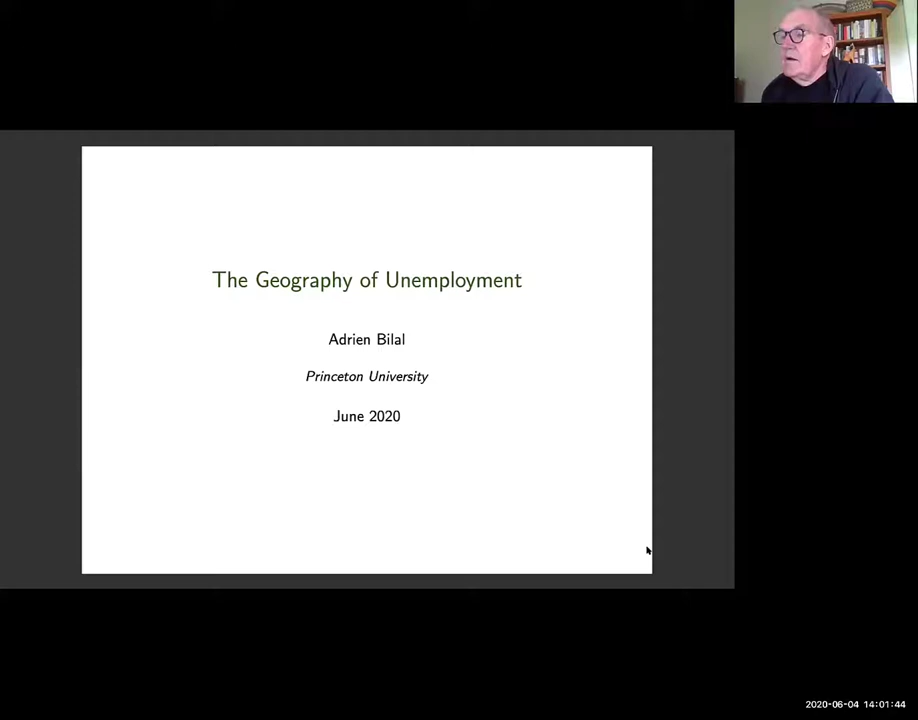 The Geography of Unemployment
Adrien Bilal
Princeton University
June 2020
2020-06-04 14:01:44